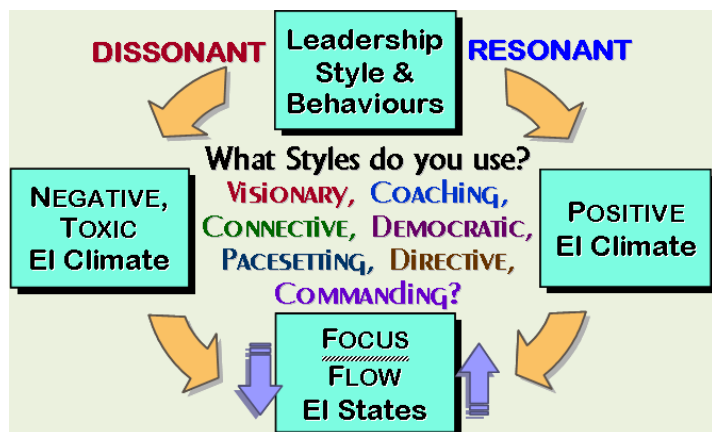 DISSONANT
Leadership
Style &
Behaviours
RESONANT
What Styles do you use?
Visionary, Coaching,
Connective, Democratic,
Pacesetting, Directive,
Commanding?
NEGATIVE,
TOXIC
EI Climate
POSITIVE
EI Climate
FOCUS
FLOW
EI States